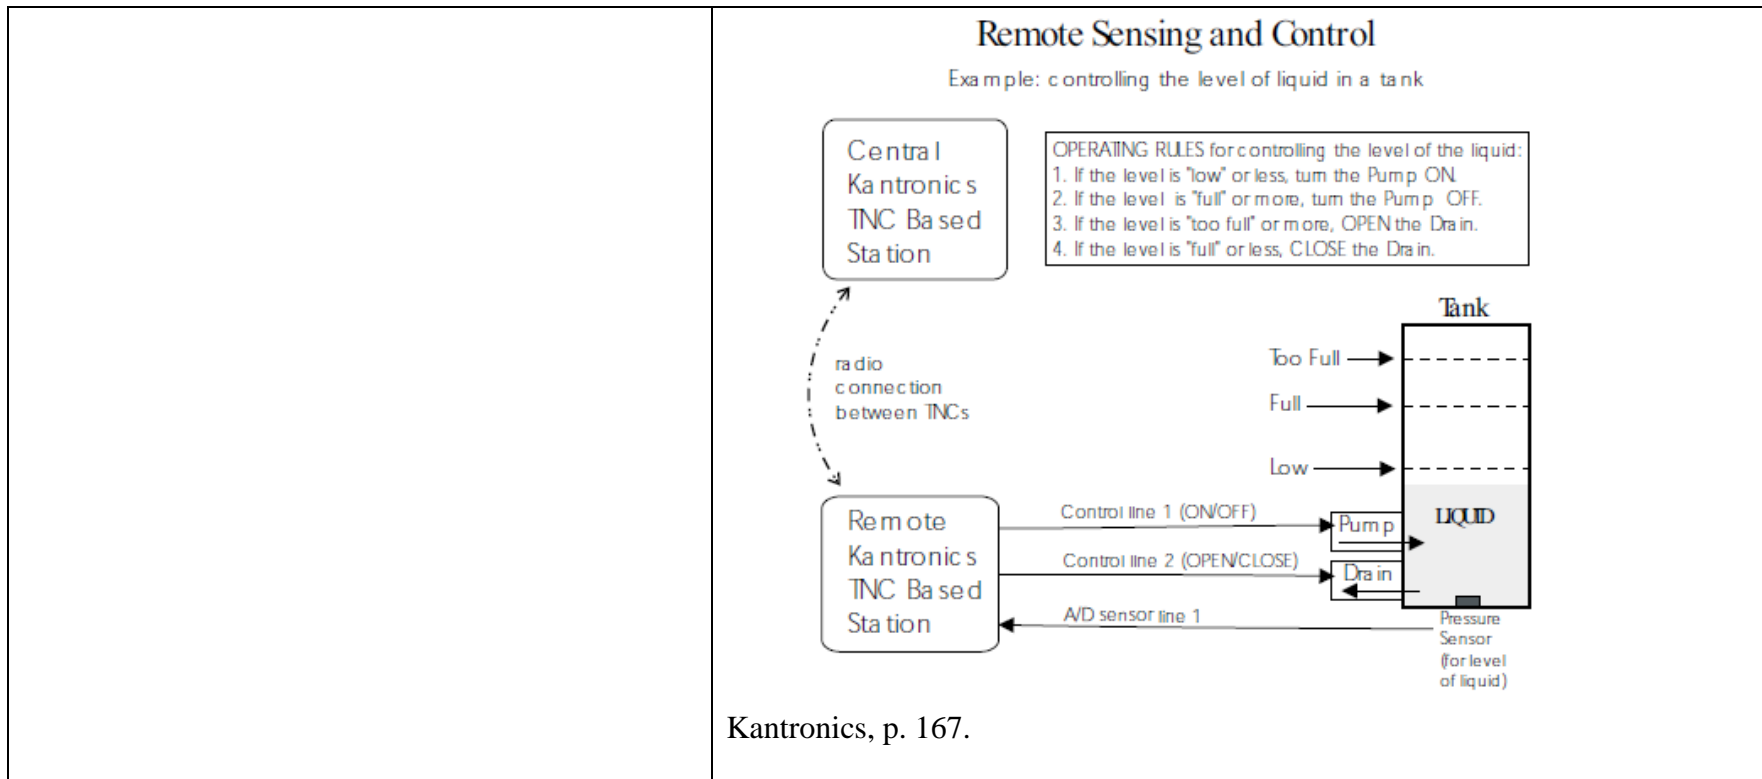 Remote Sensing and Control
Example: controlling the level of liquid in a tank
Central
Kantronics
TNC Based
Station
OPERATING RULES for controlling the level of the liquid:
1. If the level is "low" or less, turn the Pump ON.
2. If the level is "full" or more, turn the Pump OFF.
3. If the level is "too full" or more, OPEN the Drain.
4. If the level is "full" or less, CLOSE the Drain.
Tank
Too Full
Full
Low
radio
connection
between TNCs
Remote
Kantronics
TNC Based
Station
Control line 1 (ON/OFF)
Pump
LIQUID
Control line 2 (OPEN/CLOSE)
Drain
A/D sensor line 1
Pressure
Sensor
(for level
of liquid)
Kantronics, p. 167.